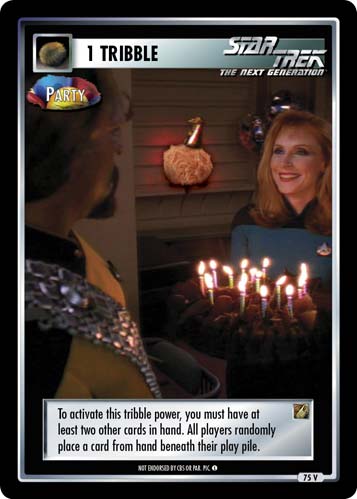 1 TRIBBLE
STAR TREK
THE NEXT GENERATION
PARTY
To activate this tribble power, you must have at
least two other cards in hand. All players randomly
place a card from hand beneath their play pile.
NOT ENDORSED BY CBS OR PAR. PIC.
75 V